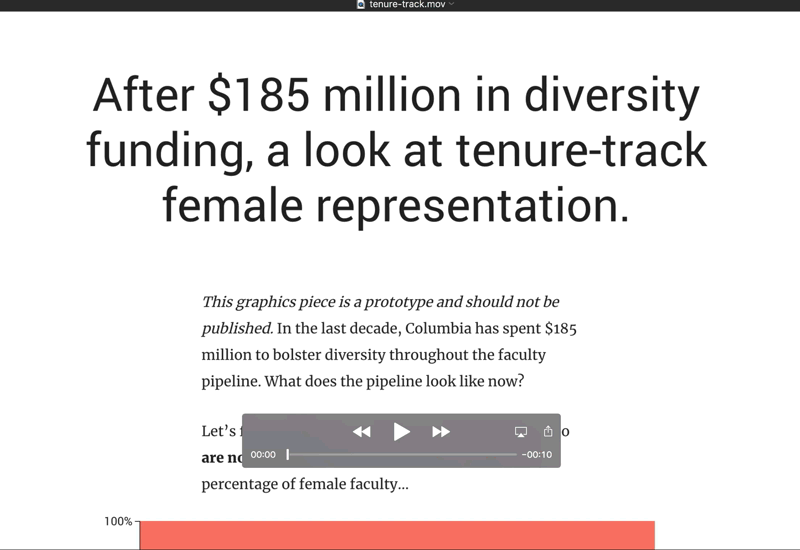 tenure-track.mov
After $185 million in diversity
funding, a look at tenure-track
female representation.
This graphics piece is a prototype and should not be
published. In the last decade, Columbia has spent $185
million to bolster diversity throughout the faculty
pipeline. What does the pipeline look like now?
Let's
are
00:00
-00:10
percentage of female faculty...
100%